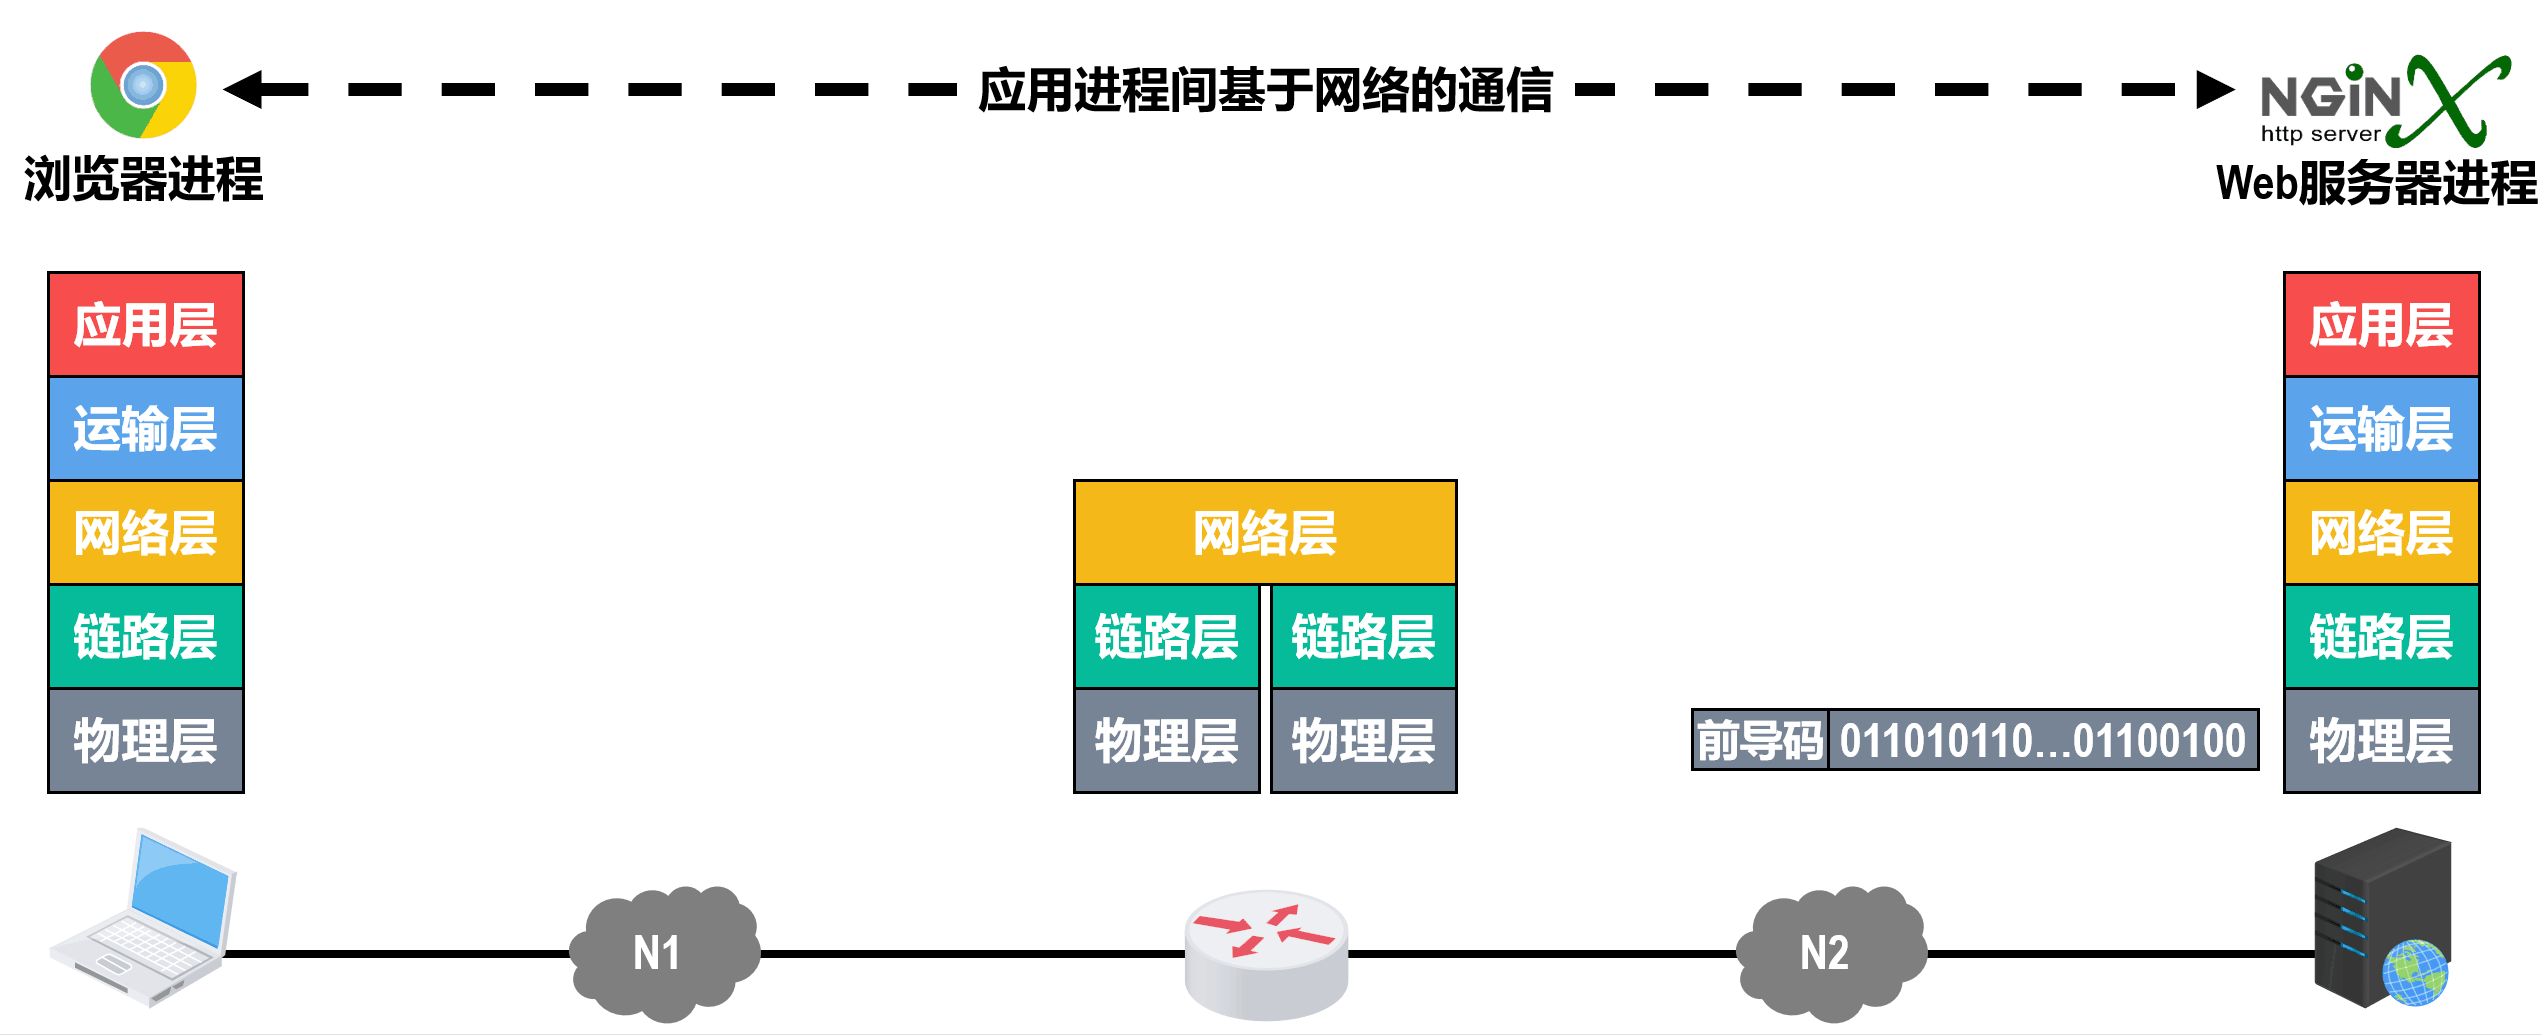 应用进程间基于网络的通信
NGiNX
http server
浏览器进程
Web服务器进程
应用层
运输层
网络层
链路层
物理层
网络层
链路层 链路层
物理层 物理层
前导码 011010110...01100100
应用层
运输层
网络层
链路层
物理层
N1
N2